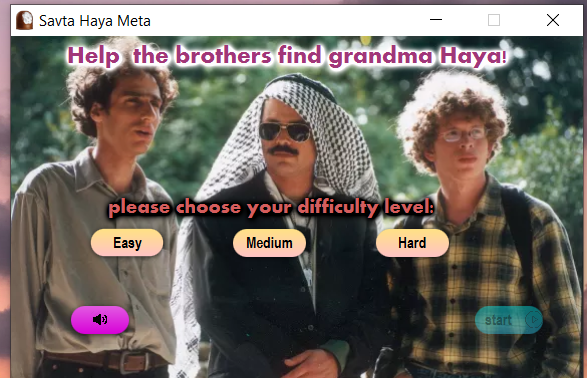 Savta Haya Meta
Help the brothers find grandma Haya!
please choose your difficulty level:
Easy
Medium
Hard
start